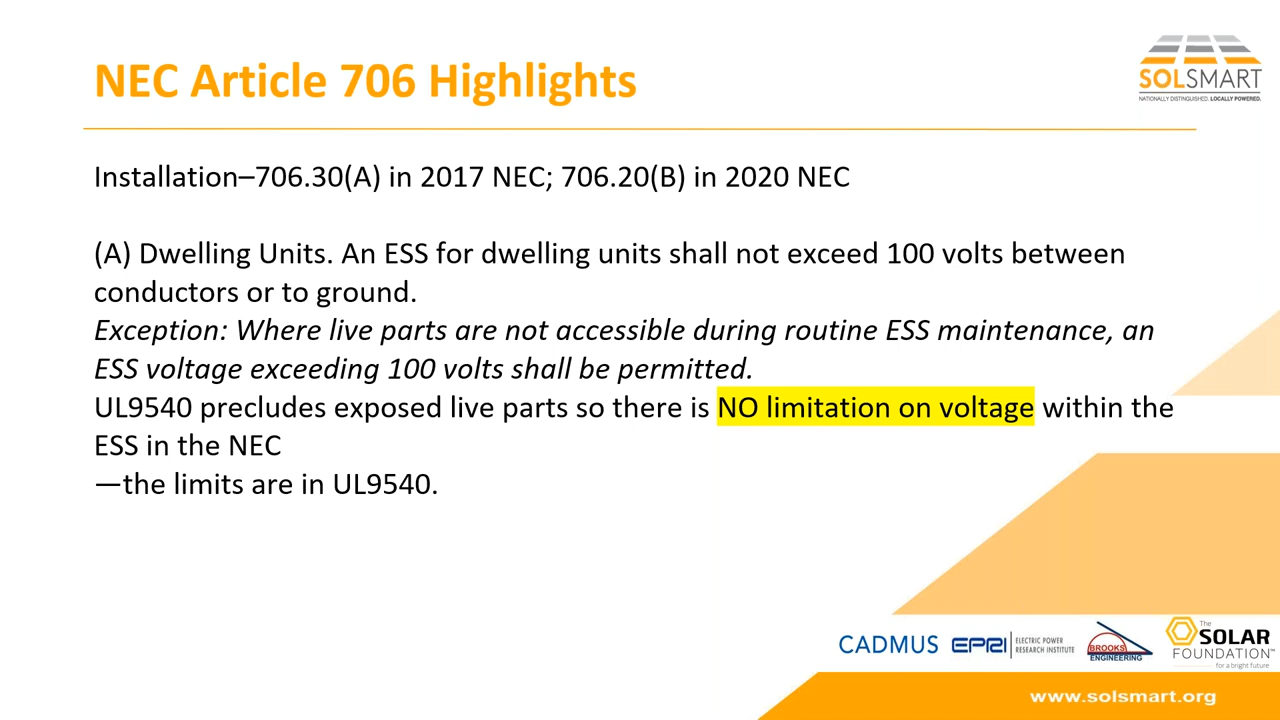 NEC Article 706 Highlights
SOLSMART
NATIONALLY DISTINGUISHED. LOCALLY POWERED.
Installation–706.30(A) in 2017 NEC; 706.20(B) in 2020 NEC
(A) Dwelling Units. An ESS for dwelling units shall not exceed 100 volts between
conductors or to ground.
Exception: Where live parts are not accessible during routine ESS maintenance, an
ESS voltage exceeding 100 volts shall be permitted.
UL9540 precludes exposed live parts so there is NO limitation on voltage within the
ESS in the NEC
—the limits are in UL9540.
CADMUS
EPRI
ELECTRIC POWER
RESEARCH INSTITUTE
BROOKS
ENGINEERING
The
SOLAR
FOUNDATION™
for a bright future
www.solsmart.org